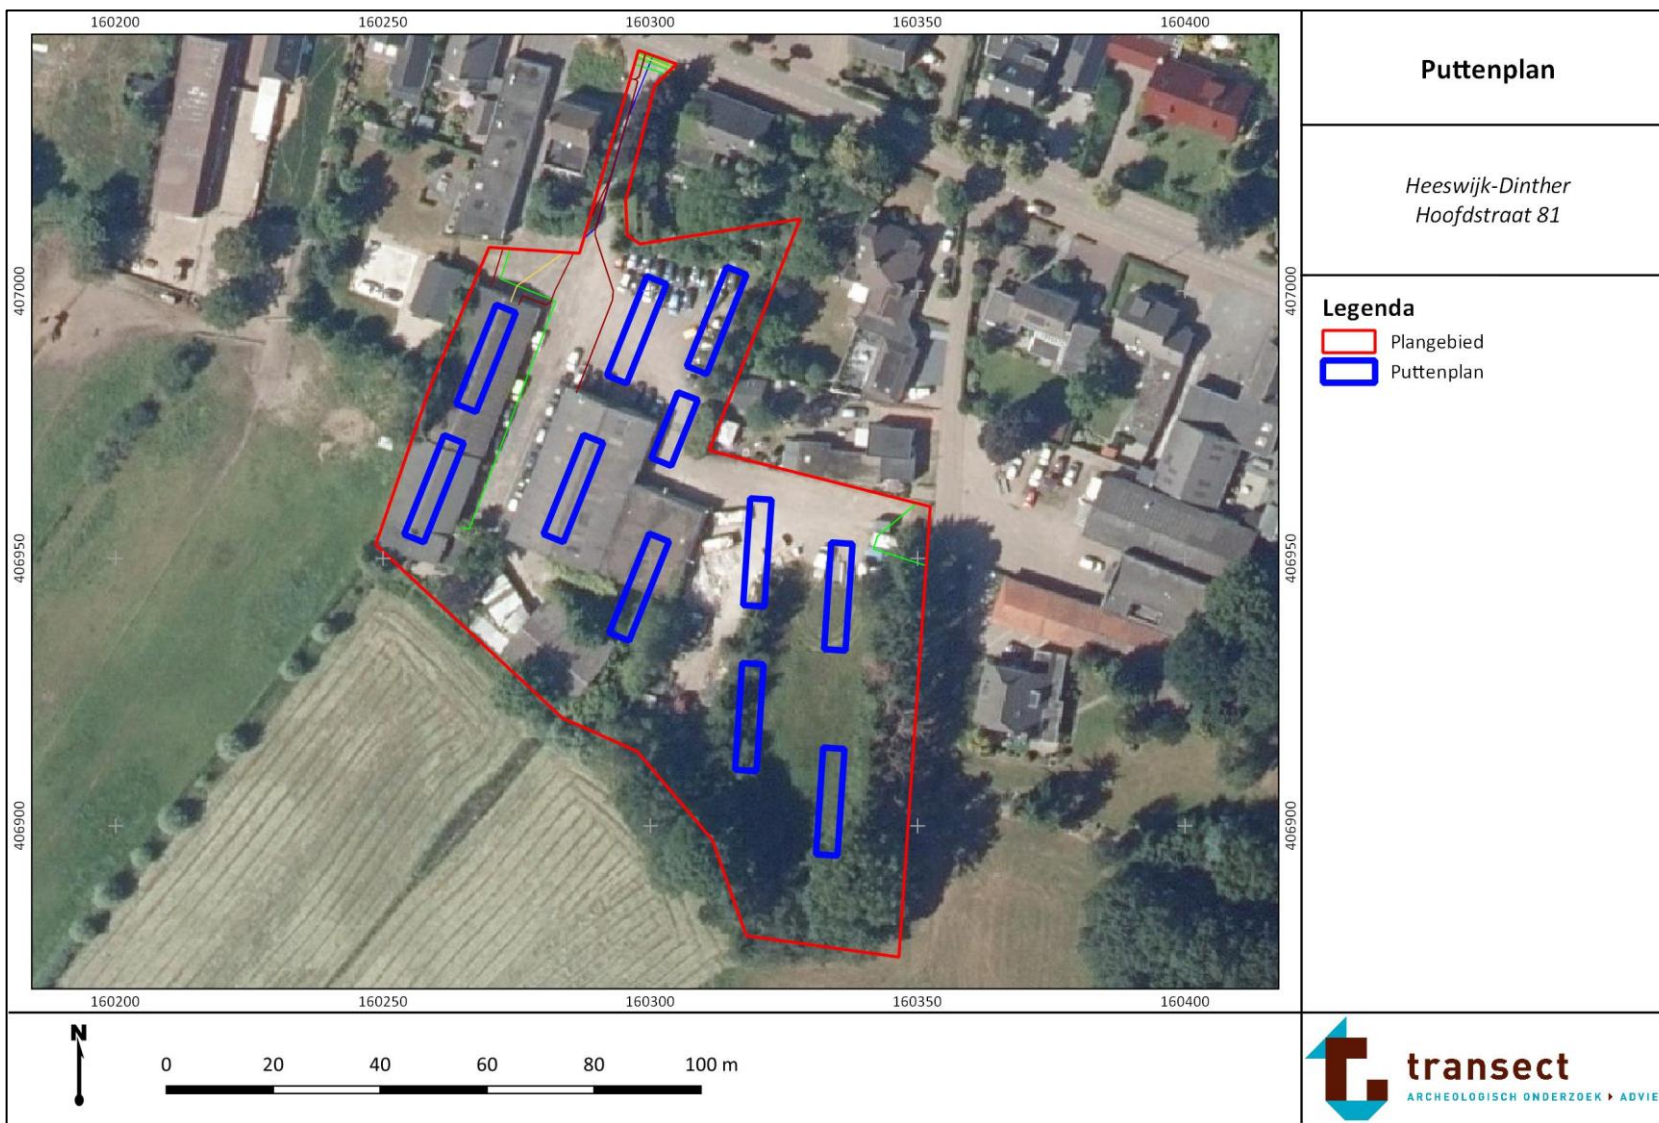 160200 160250 160300 160350 160400
Puttenplan
Heeswijk-Dinther
Hoofdstraat 81
407000
407000
Legenda
Plangebied
Puttenplan
406950
406950
406900
406900
160200 160250 160300 160350 160400
N
0 20 40 60 80 100 m
transect
ARCHEOLOGISCH ONDERZOEK ▶ ADVIE